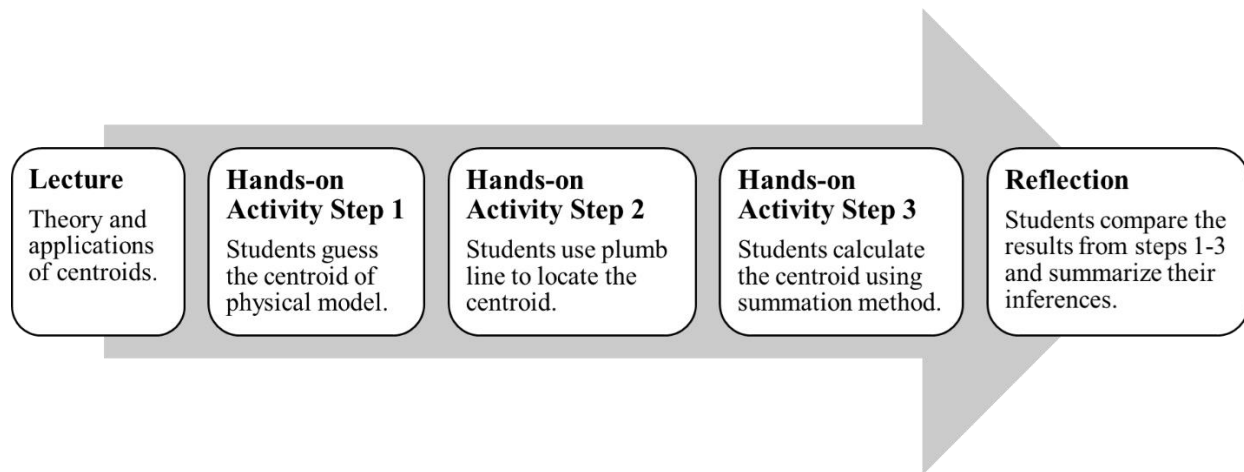 Lecture
Theory and
applications
of centroids.
Hands-on
Activity Step 1
Students guess
the centroid of
physical model.
Hands-on
Activity Step 2
Students use plumb
line to locate the
centroid.
Hands-on
Activity Step 3
Students calculate
the centroid using
summation method.
Reflection
Students compare the
results from steps 1-3
and summarize their
inferences.